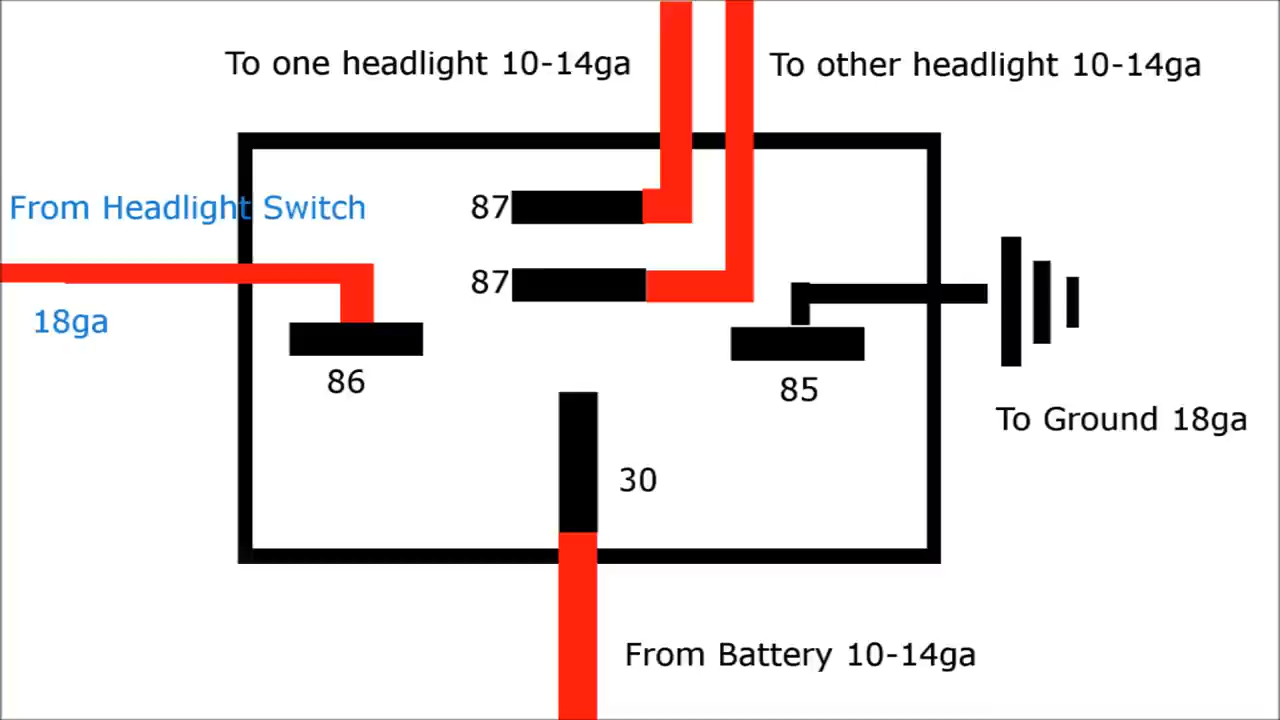 To one headlight 10-14ga
To other headlight 10-14ga
From Headlight Switch
87
87
18ga
86
85
To Ground 18ga
30
From Battery 10-14ga